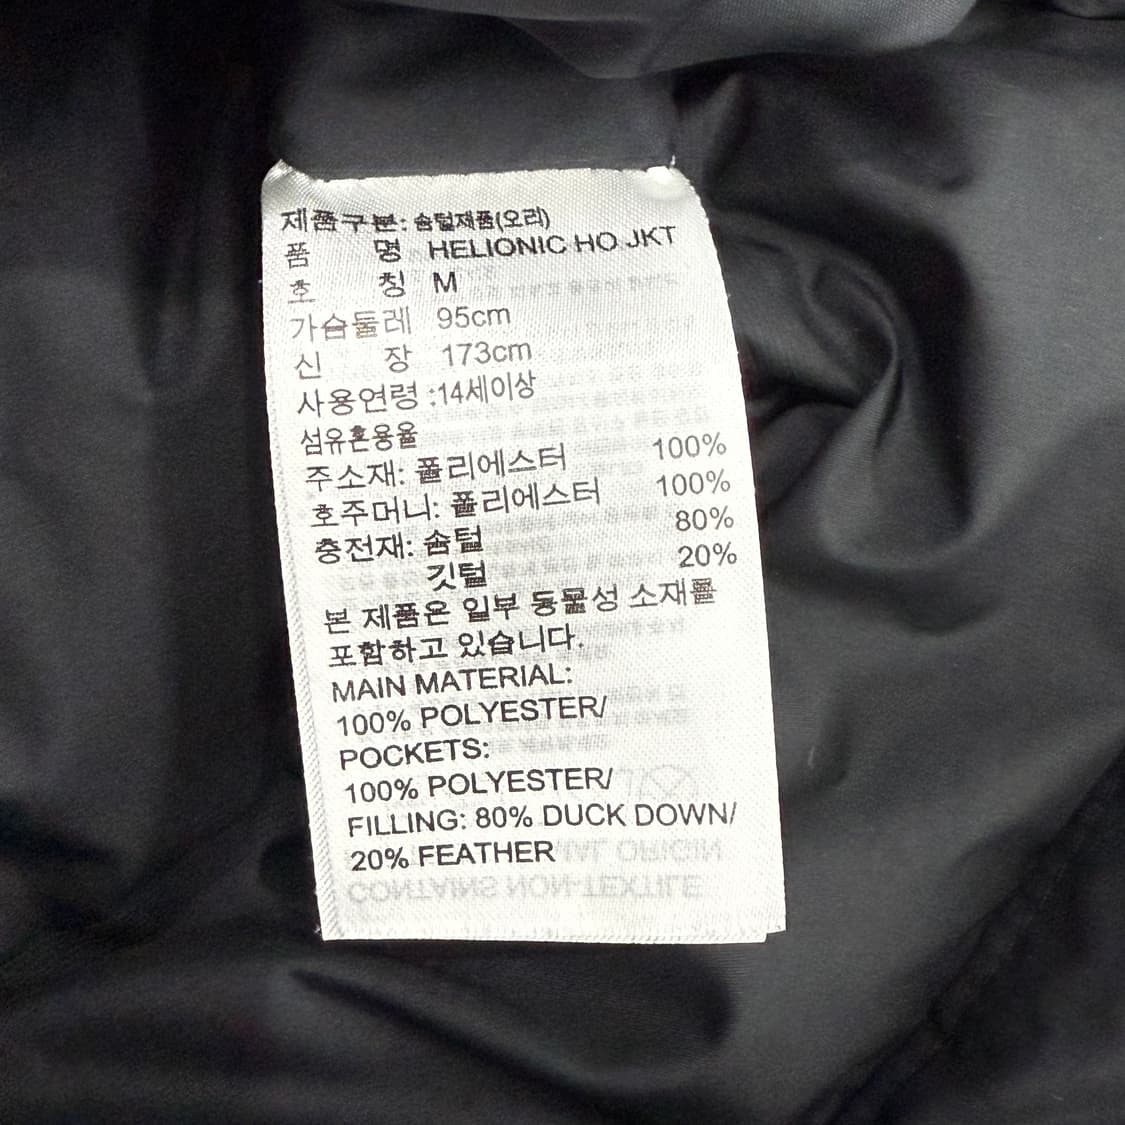 제품구분: 솜털제품(오리)
품 명 HELIONIC HO JKT
호 칭 M
가슴둘레 95cm
신 장 173cm
사용연령 :14세이상
섬유혼용율
주소재: 폴리에스터 100%
호주머니: 폴리에스터 100%
충전재: 솜털 80%
깃털 20%
본 제품은 일부 동물성 소재를
포함하고 있습니다.
MAIN MATERIAL:
100% POLYESTER/
POCKETS:
100% POLYESTER/
FILLING: 80% DUCK DOWN/
20% FEATHER